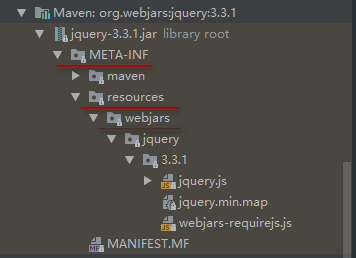 Maven: org.webjars:jquery:3.3.1
jquery-3.3.1.jar library root
META-INF
maven
resources
webjars
jquery
3.3.1
jquery.js
jquery.min.map
webjars-requirejs.js
MANIFEST.MF